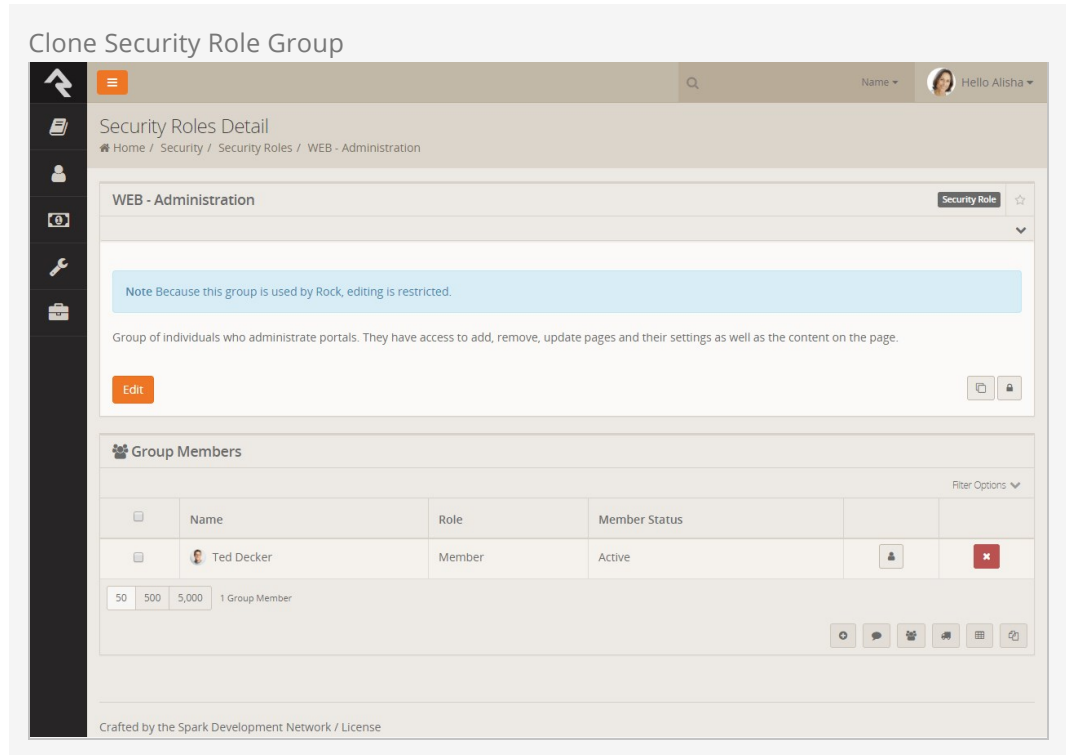 Clone Security Role Group
Name
Hello Alisha
Security Roles Detail
Home / Security / Security Roles / WEB - Administration
WEB - Administration
Security Role
Note Because this group is used by Rock, editing is restricted.
Group of individuals who administrate portals. They have access to add, remove, update pages and their settings as well as the content on the page.
Edit
Group Members
Filter Options
Name Role Member Status
Ted Decker Member Active
50 500 5,000 1 Group Member
Crafted by the Spark Development Network / License